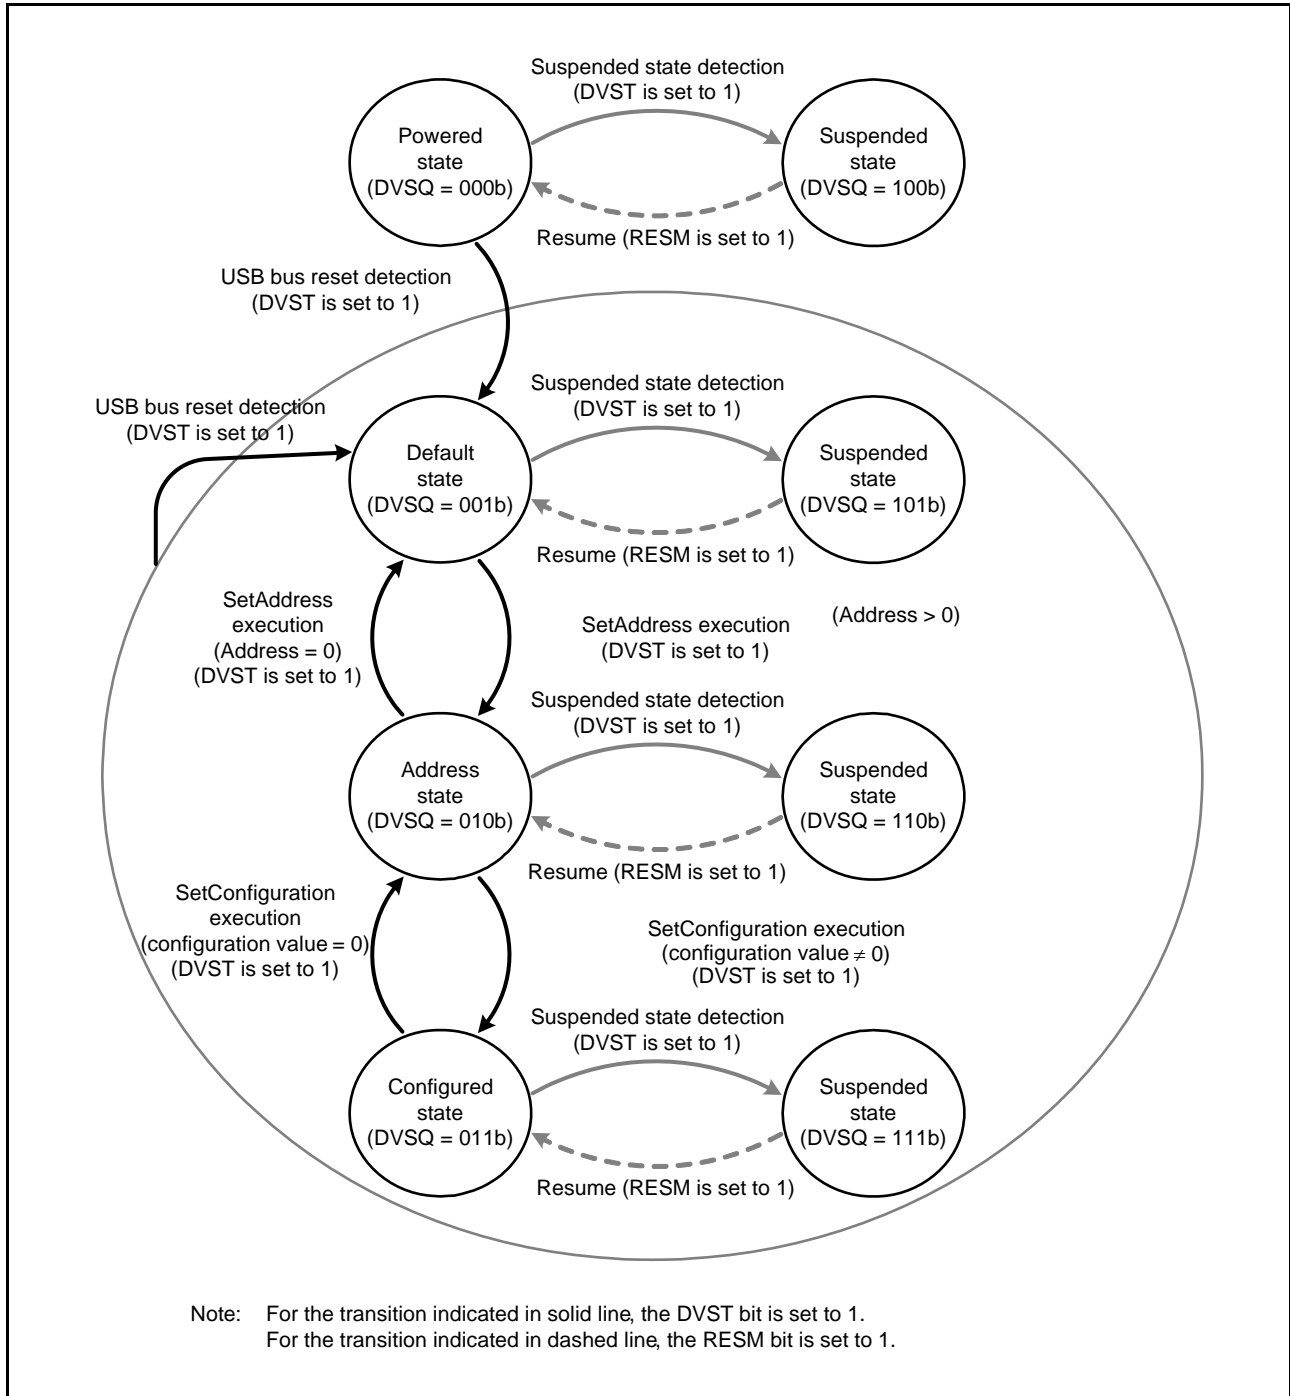 Suspended state detection
(DVST is set to 1)
Powered
state
(DVSQ = 000b)
Suspended
state
(DVSQ = 100b)
Resume (RESM is set to 1)
USB bus reset detection
(DVST is set to 1)
USB bus reset detection
(DVST is set to 1)
Suspended state detection
(DVST is set to 1)
Default
state
(DVSQ = 001b)
Suspended
state
(DVSQ = 101b)
Resume (RESM is set to 1)
SetAddress
execution
(Address = 0)
(DVST is set to 1)
SetAddress execution
(DVST is set to 1)
(Address > 0)
Suspended state detection
(DVST is set to 1)
Address
state
(DVSQ = 010b)
Suspended
state
(DVSQ = 110b)
Resume (RESM is set to 1)
SetConfiguration
execution
(configuration value = 0)
(DVST is set to 1)
SetConfiguration execution
(configuration value ≠ 0)
(DVST is set to 1)
Suspended state detection
(DVST is set to 1)
Configured
state
(DVSQ = 011b)
Suspended
state
(DVSQ = 111b)
Resume (RESM is set to 1)
Note: For the transition indicated in solid line, the DVST bit is set to 1.
For the transition indicated in dashed line, the RESM bit is set to 1.